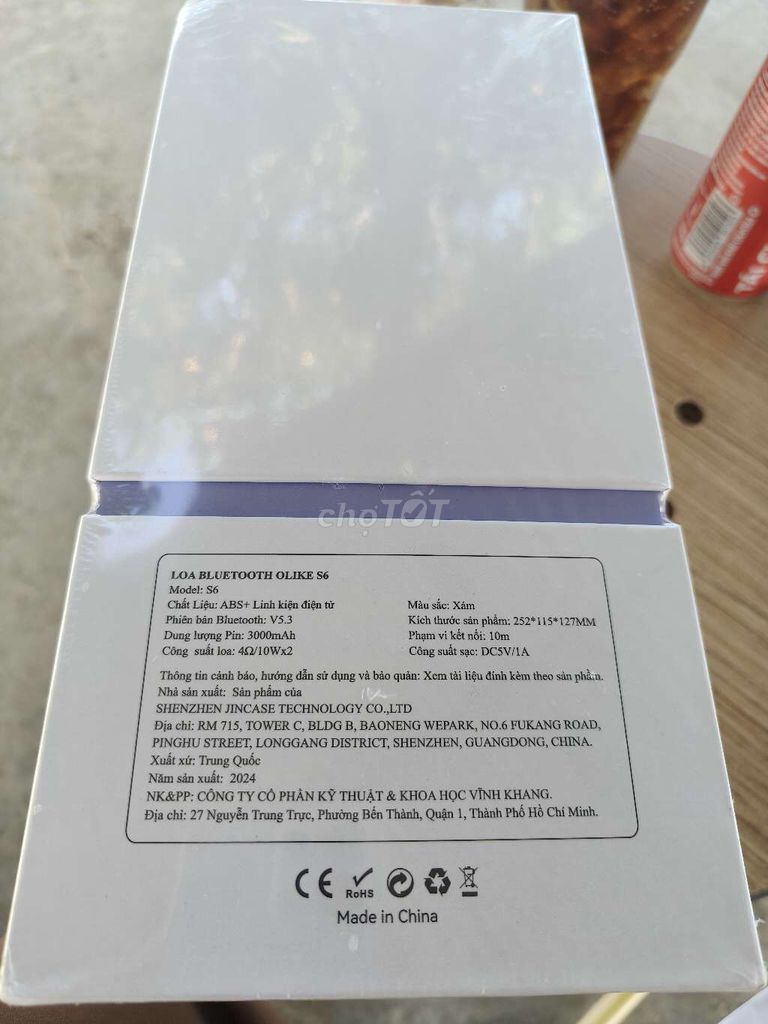 chợTỐT
LOA BLUETOOTH OLIKE S6
Model: S6
Chất Liệu: ABS+ Linh kiện điện tử
Màu sắc: Xám
Phiên bản Bluetooth: V5.3
Kích thước sản phẩm: 252*115*127MM
Dung lượng Pin: 3000mAh
Phạm vi kết nối: 10m
Công suất loa: 4Ω/10Wx2
Công suất sạc: DC5V/1A
Thông tin cảnh báo, hướng dẫn sử dụng và bảo quản: Xem tài liệu đính kèm theo sản phẩm.
Nhà sản xuất: Sản phẩm của
SHENZHEN JINCASE TECHNOLOGY CO.,LTD
Địa chỉ: RM 715, TOWER C, BLDG B, BAONENG WEPARK, NO.6 FUKANG ROAD,
PINGHU STREET, LONGGANG DISTRICT, SHENZHEN, GUANGDONG, CHINA.
Xuất xứ: Trung Quốc
Năm sản xuất: 2024
NK&PP: CÔNG TY CỔ PHẦN KỸ THUẬT & KHOA HỌC VĨNH KHANG.
Địa chỉ: 27 Nguyễn Trung Trực, Phường Bến Thành, Quận 1, Thành Phố Hồ Chí Minh.
CE
RoHS
Made in China